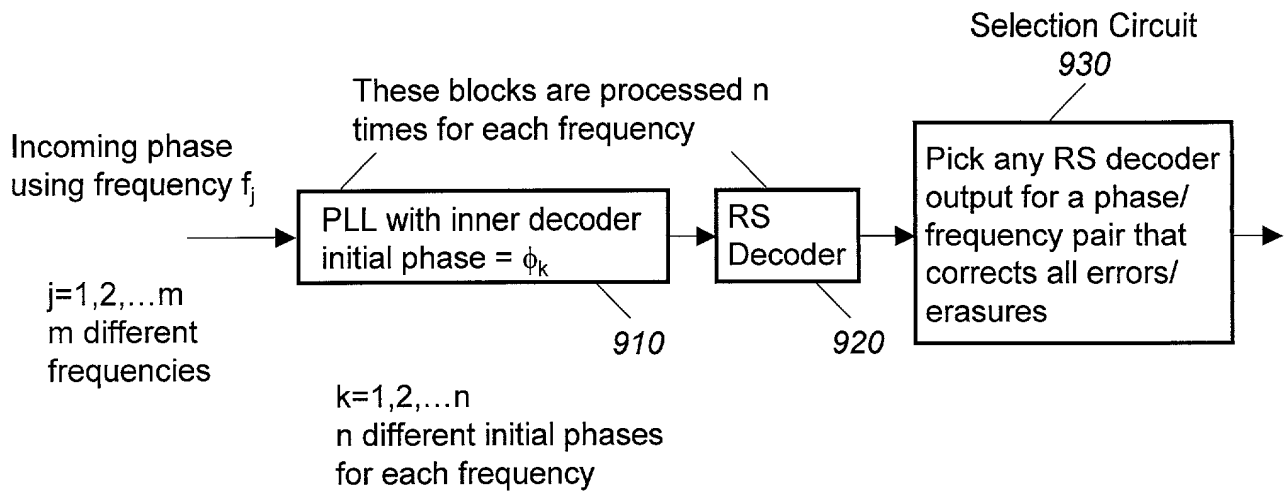 Selection Circuit
930
These blocks are processed n
times for each frequency
Incoming phase
using frequency fj
PLL with inner decoder
initial phase = ϕk
RS
Decoder
Pick any RS decoder
output for a phase/
frequency pair that
corrects all errors/
erasures
j=1,2,...m
m different
frequencies
910
920
k=1,2,...n
n different initial phases
for each frequency